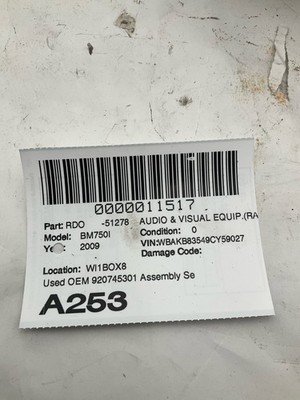 0000011517
Part: RDO -51278 AUDIO & VISUAL EQUIP.(RA
Model: BM750I Condition: 0
2009 VIN:WBAKB83549CY59027
Damage Code:
Location: WI1BOX8
Used OEM 920745301 Assembly Se
A253